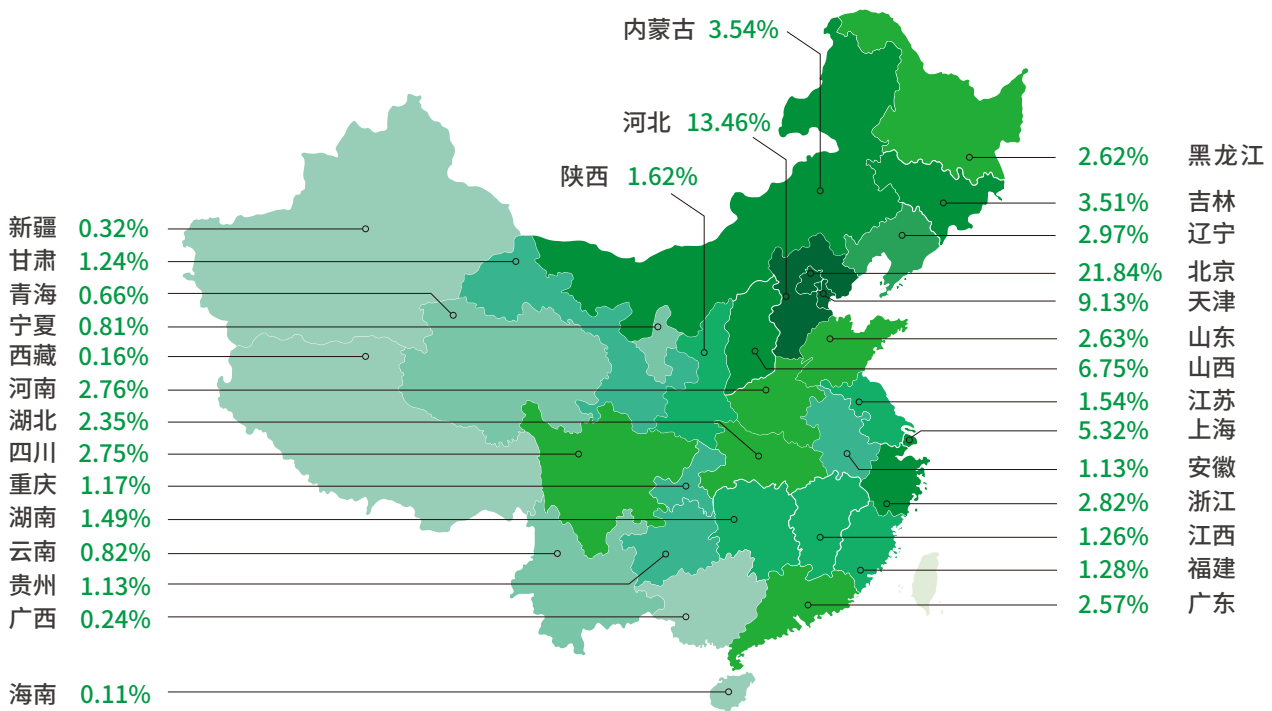 内蒙古 3.54%
河北 13.46%
陕西 1.62%
新疆 0.32%
甘肃 1.24%
青海 0.66%
宁夏 0.81%
西藏 0.16%
河南 2.76%
湖北 2.35%
四川 2.75%
重庆 1.17%
湖南 1.49%
云南 0.82%
贵州 1.13%
广西 0.24%
海南 0.11%
2.62% 黑龙江
3.51% 吉林
2.97% 辽宁
21.84% 北京
9.13% 天津
2.63% 山东
6.75% 山西
1.54% 江苏
5.32% 上海
1.13% 安徽
2.82% 浙江
1.26% 江西
1.28% 福建
2.57% 广东